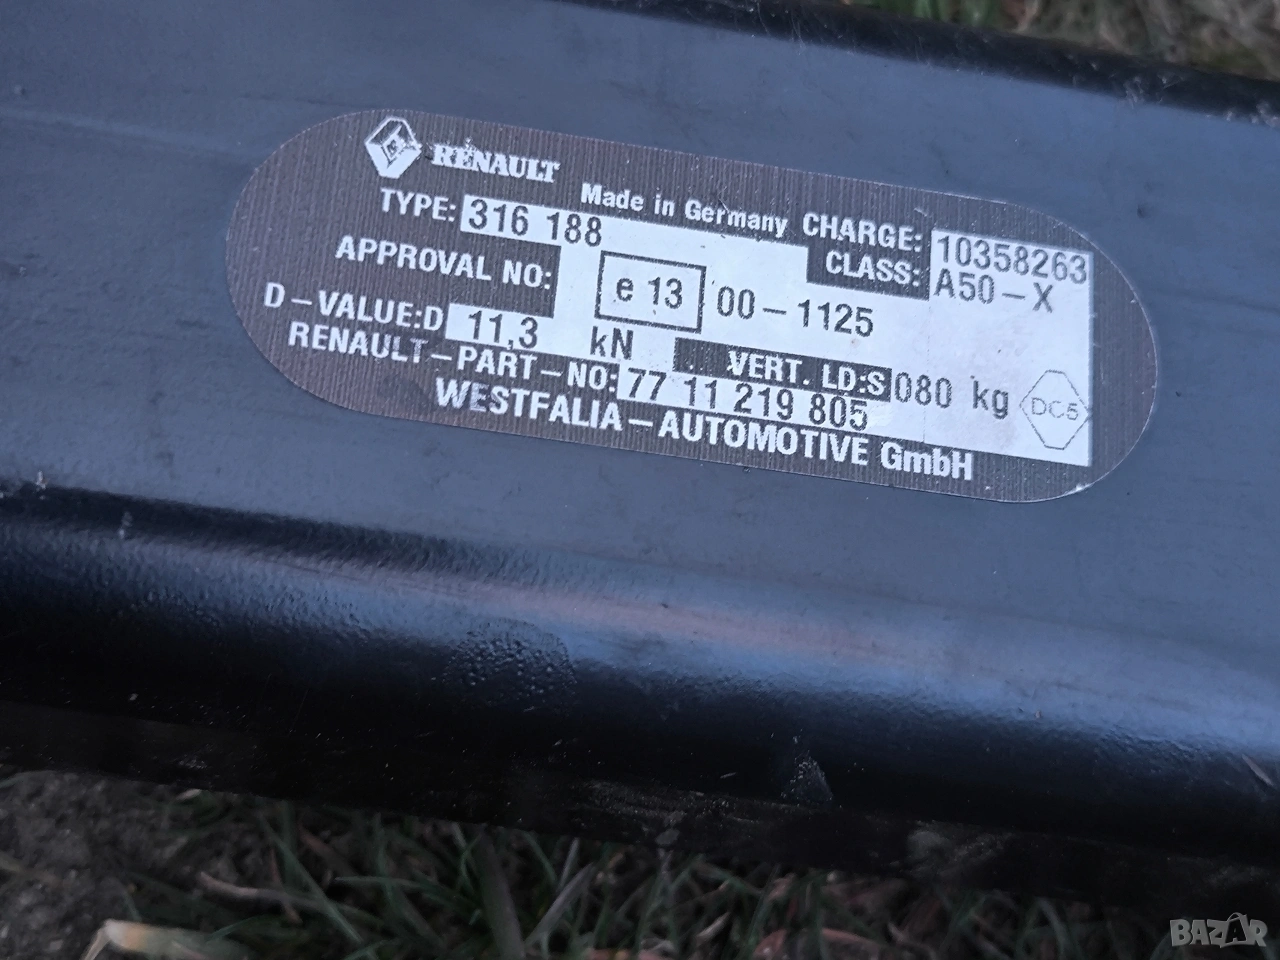 RENAULT
Made in Germany
TYPE: 316 188
CHARGE: 10358263
APPROVAL NO: e 13 00-1125
CLASS: A50-X
D-VALUE:D 11,3 kN
VERT. LD:S 080 kg
RENAULT-PART-NO: 77 11 219 805
DC5
WESTFALIA-AUTOMOTIVE GmbH
BAZAR